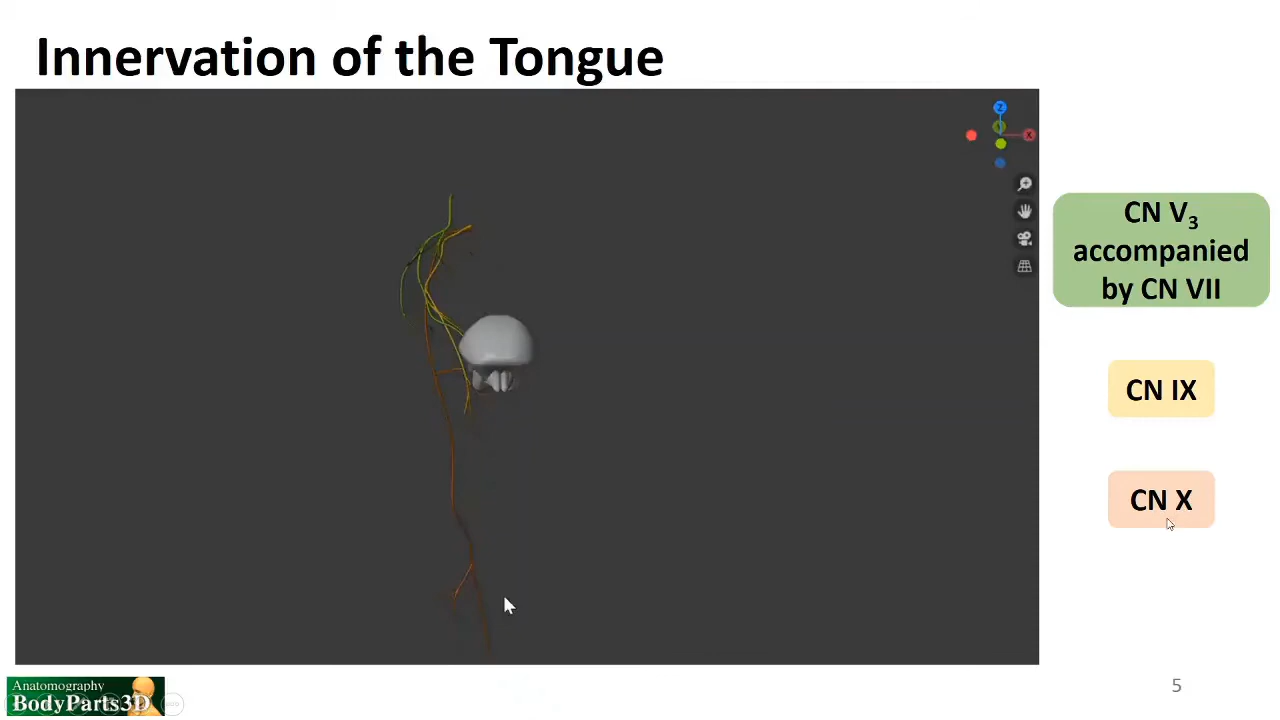 Innervation of the Tongue
Z
X
CN V3
accompanied
by CN VII
CN IX
CN X
Anatomography
BodyParts3D
5